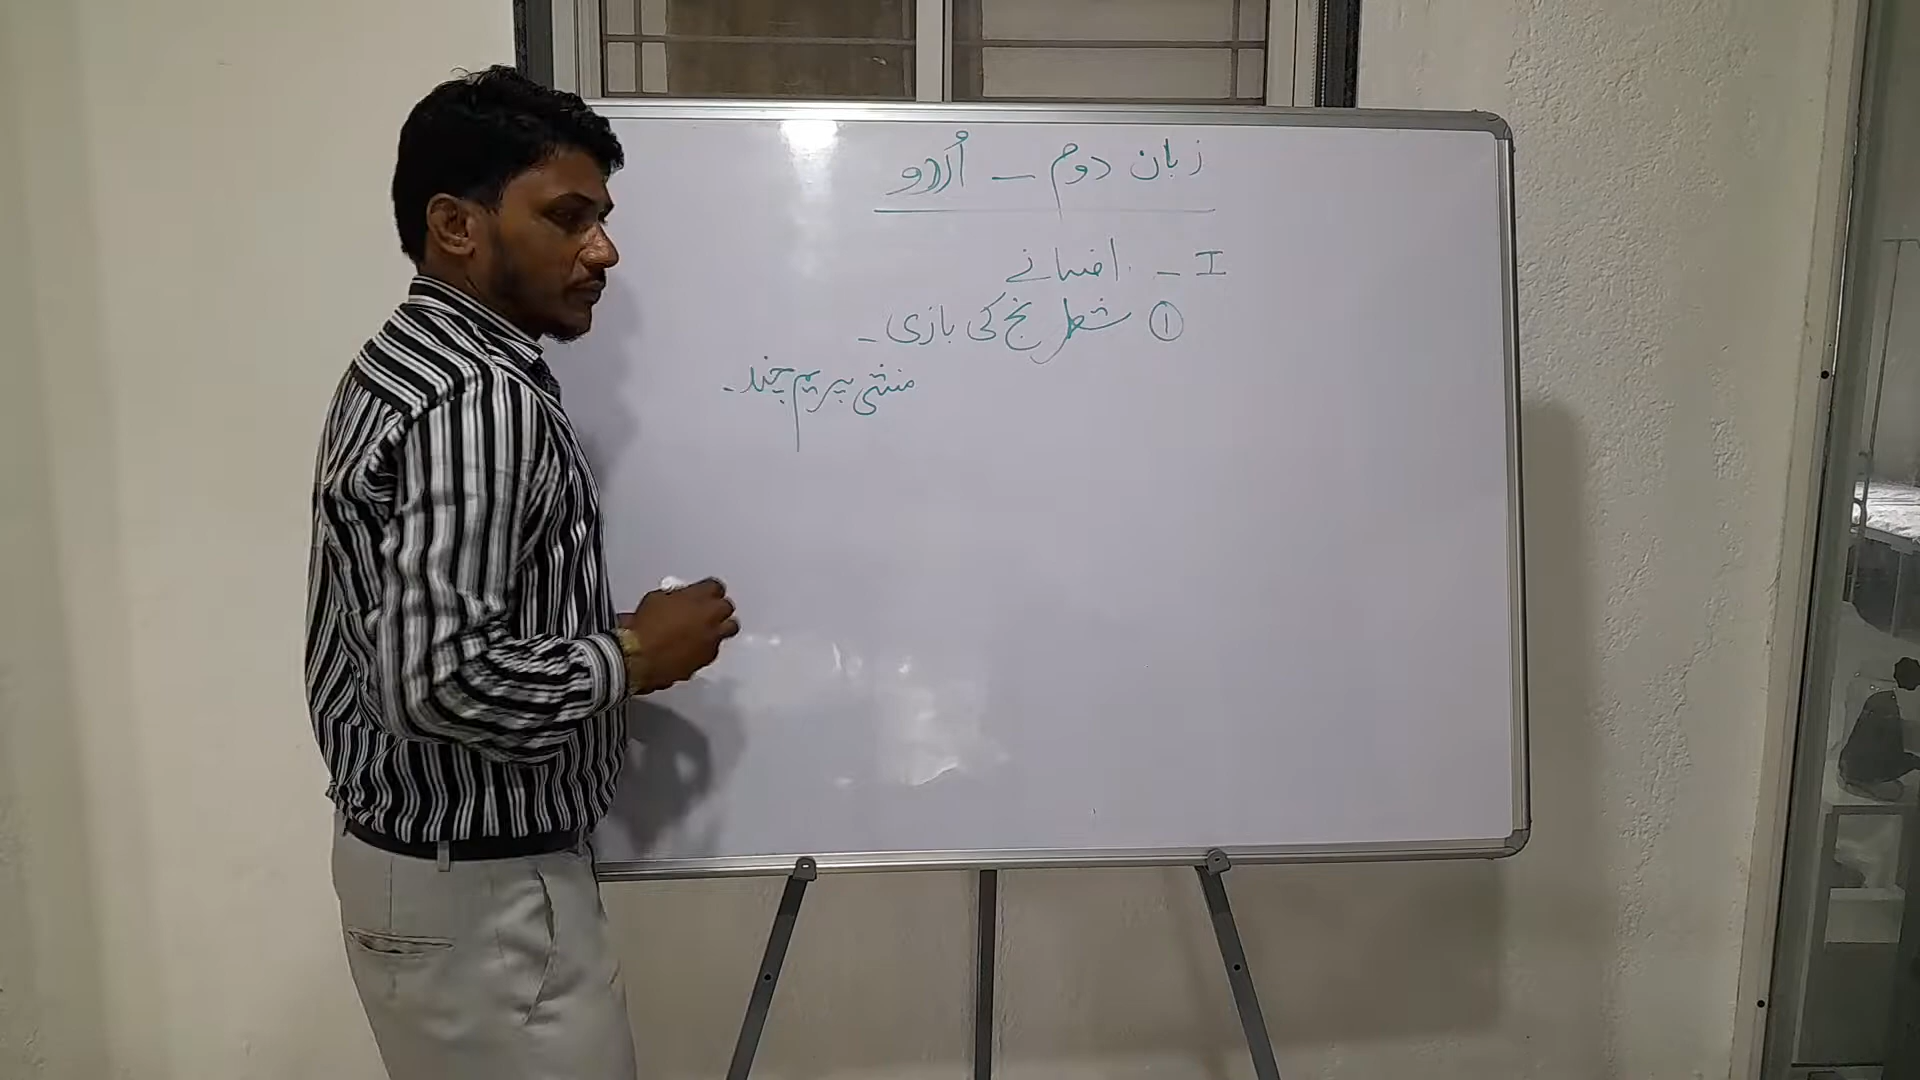 زبان دوم - اُردو
I - افسانے
① شطرنج کی بازی -
منشی پریم چند -